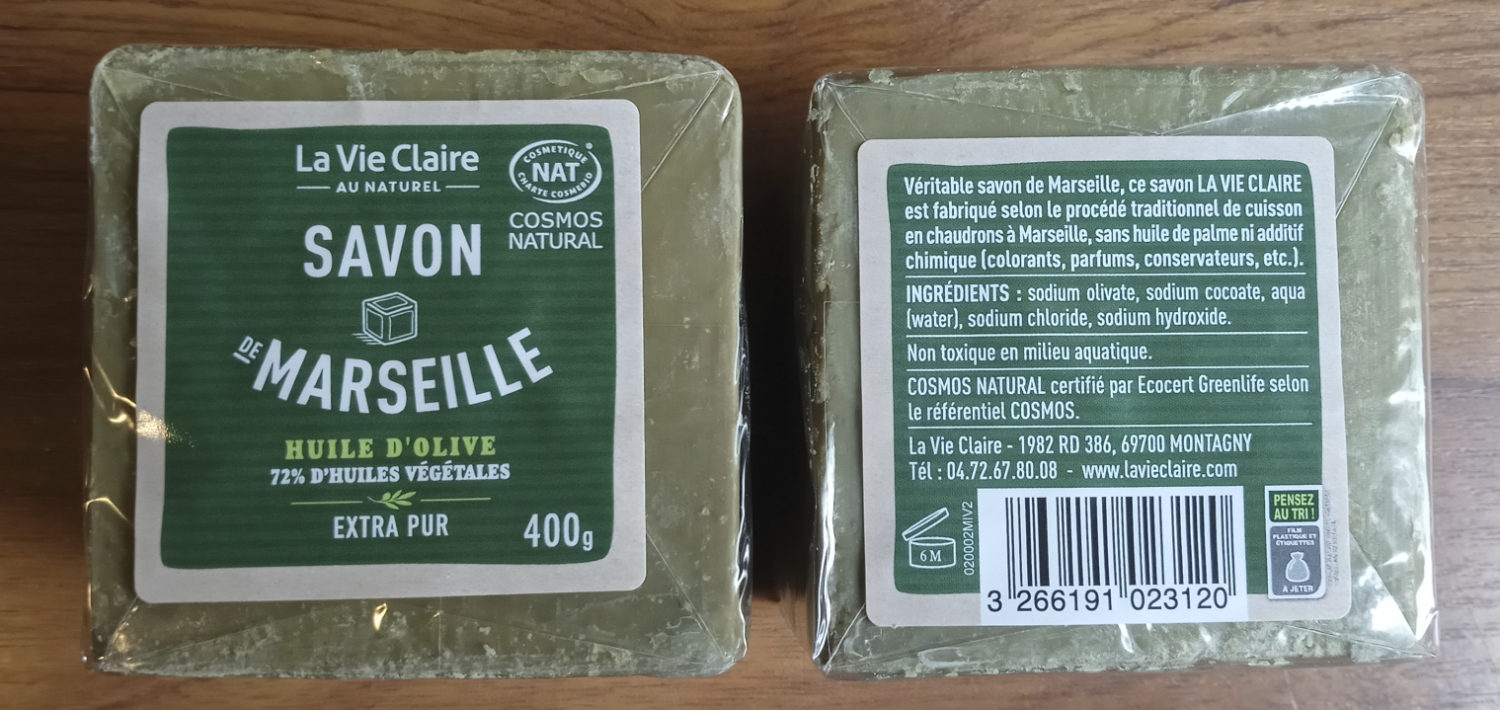 La Vie Claire
AU NATUREL
COSMETIQUE
NAT
CHARTE COSMEBIO
®
COSMOS
NATURAL
SAVON
DE MARSEILLE
HUILE D'OLIVE
72% D'HUILES VÉGÉTALES
EXTRA PUR
400g
Véritable savon de Marseille, ce savon LA VIE CLAIRE
est fabriqué selon le procédé traditionnel de cuisson
en chaudrons à Marseille, sans huile de palme ni additif
chimique (colorants, parfums, conservateurs, etc.).
INGRÉDIENTS : sodium olivate, sodium cocoate, aqua
(water), sodium chloride, sodium hydroxide.
Non toxique en milieu aquatique.
COSMOS NATURAL certifié par Ecocert Greenlife selon
le référentiel COSMOS.
La Vie Claire - 1982 RD 386, 69700 MONTAGNY
Tél : 04.72.67.80.08 - www.lavieclaire.com
6 M
020002MIV2
3 266191 023120
PENSEZ
AU TRI !
FILM
PLASTIQUE ET
ÉTIQUETTES
À JETER